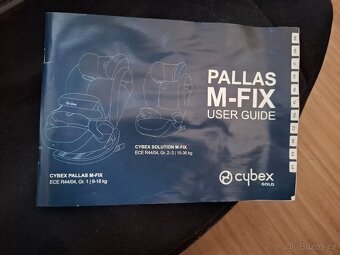 PALLAS
M-FIX
USER GUIDE
CYBEX SOLUTION M-FIX
ECE R44/04, Gr. 2-3 | 15-36 kg
CYBEX PALLAS M-FIX
ECE R44/04, Gr. 1 | 9-18 kg
cybex
GOLD